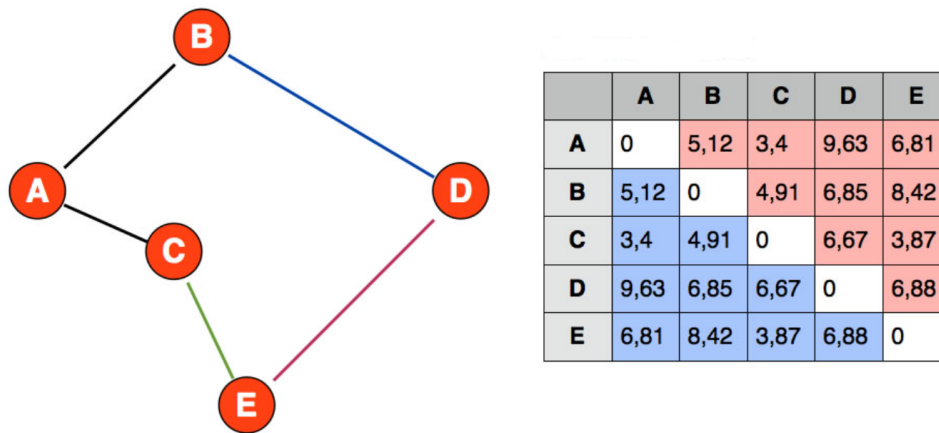 B
A
D
C
E
A B C D E
A 0 5,12 3,4 9,63 6,81
B 5,12 0 4,91 6,85 8,42
C 3,4 4,91 0 6,67 3,87
D 9,63 6,85 6,67 0 6,88
E 6,81 8,42 3,87 6,88 0